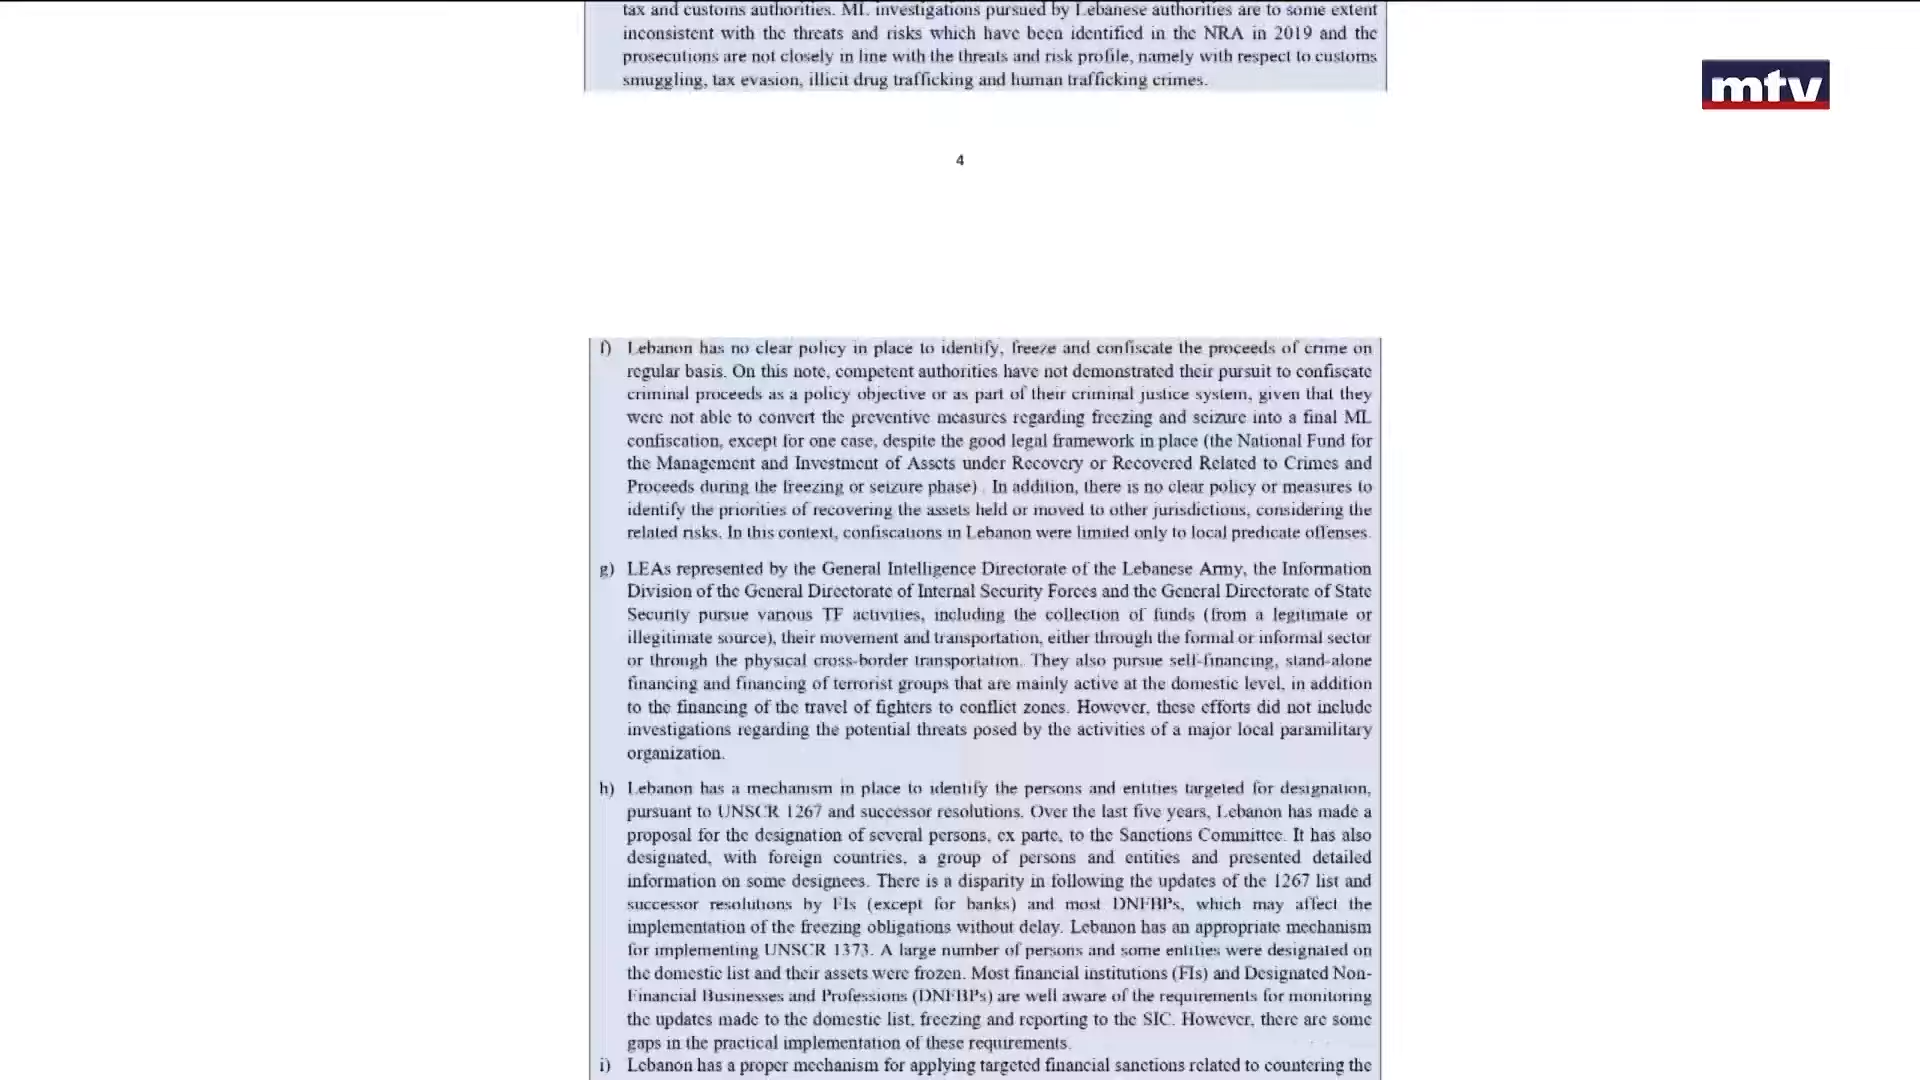 tax and customs authorities. ML investigations pursued by Lebanese authorities are to some extent
inconsistent with the threats and risks which have been identified in the NRA in 2019 and the
prosecutions are not closely in line with the threats and risk profile, namely with respect to customs
smuggling, tax evasion, illicit drug trafficking and human trafficking crimes.
mtv
4
f) Lebanon has no clear policy in place to identify, freeze and confiscate the proceeds of crime on
regular basis. On this note, competent authorities have not demonstrated their pursuit to confiscate
criminal proceeds as a policy objective or as part of their criminal justice system, given that they
were not able to convert the preventive measures regarding freezing and seizure into a final ML
confiscation, except for one case, despite the good legal framework in place (the National Fund for
the Management and Investment of Assets under Recovery or Recovered Related to Crimes and
Proceeds during the freezing or seizure phase) . In addition, there is no clear policy or measures to
identify the priorities of recovering the assets held or moved to other jurisdictions, considering the
related risks. In this context, confiscations in Lebanon were limited only to local predicate offenses.
g) LEAs represented by the General Intelligence Directorate of the Lebanese Army, the Information
Division of the General Directorate of Internal Security Forces and the General Directorate of State
Security pursue various TF activities, including the collection of funds (from a legitimate or
illegitimate source), their movement and transportation, either through the formal or informal sector
or through the physical cross-border transportation. They also pursue self-financing, stand-alone
financing and financing of terrorist groups that are mainly active at the domestic level, in addition
to the financing of the travel of fighters to conflict zones. However, these efforts did not include
investigations regarding the potential threats posed by the activities of a major local paramilitary
organization.
h) Lebanon has a mechanism in place to identify the persons and entities targeted for designation,
pursuant to UNSCR 1267 and successor resolutions. Over the last five years, Lebanon has made a
proposal for the designation of several persons, ex parte, to the Sanctions Committee. It has also
designated, with foreign countries, a group of persons and entities and presented detailed
information on some designees. There is a disparity in following the updates of the 1267 list and
successor resolutions by FIs (except for banks) and most DNFBPs, which may affect the
implementation of the freezing obligations without delay. Lebanon has an appropriate mechanism
for implementing UNSCR 1373. A large number of persons and some entities were designated on
the domestic list and their assets were frozen. Most financial institutions (FIs) and Designated Non-
Financial Businesses and Professions (DNFBPs) are well aware of the requirements for monitoring
the updates made to the domestic list, freezing and reporting to the SIC. However, there are some
gaps in the practical implementation of these requirements.
i) Lebanon has a proper mechanism for applying targeted financial sanctions related to countering the